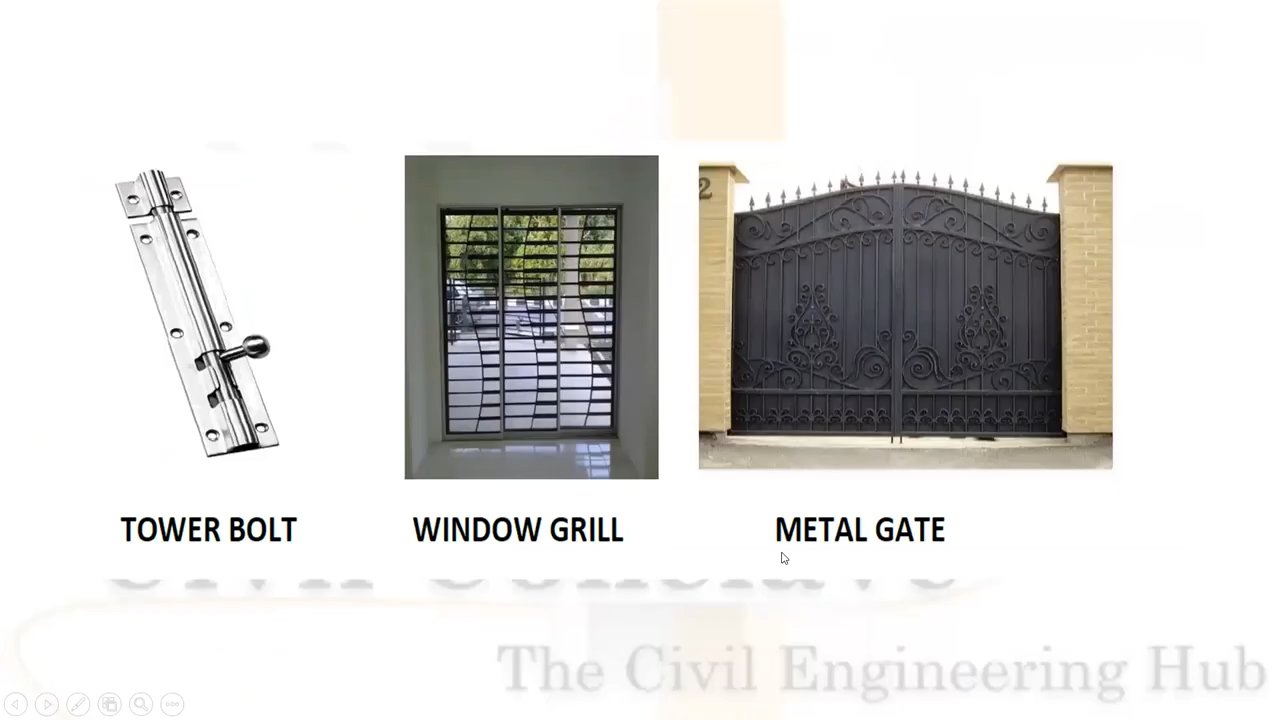 2
TOWER BOLT
WINDOW GRILL
METAL GATE
The Civil Engineering Hub